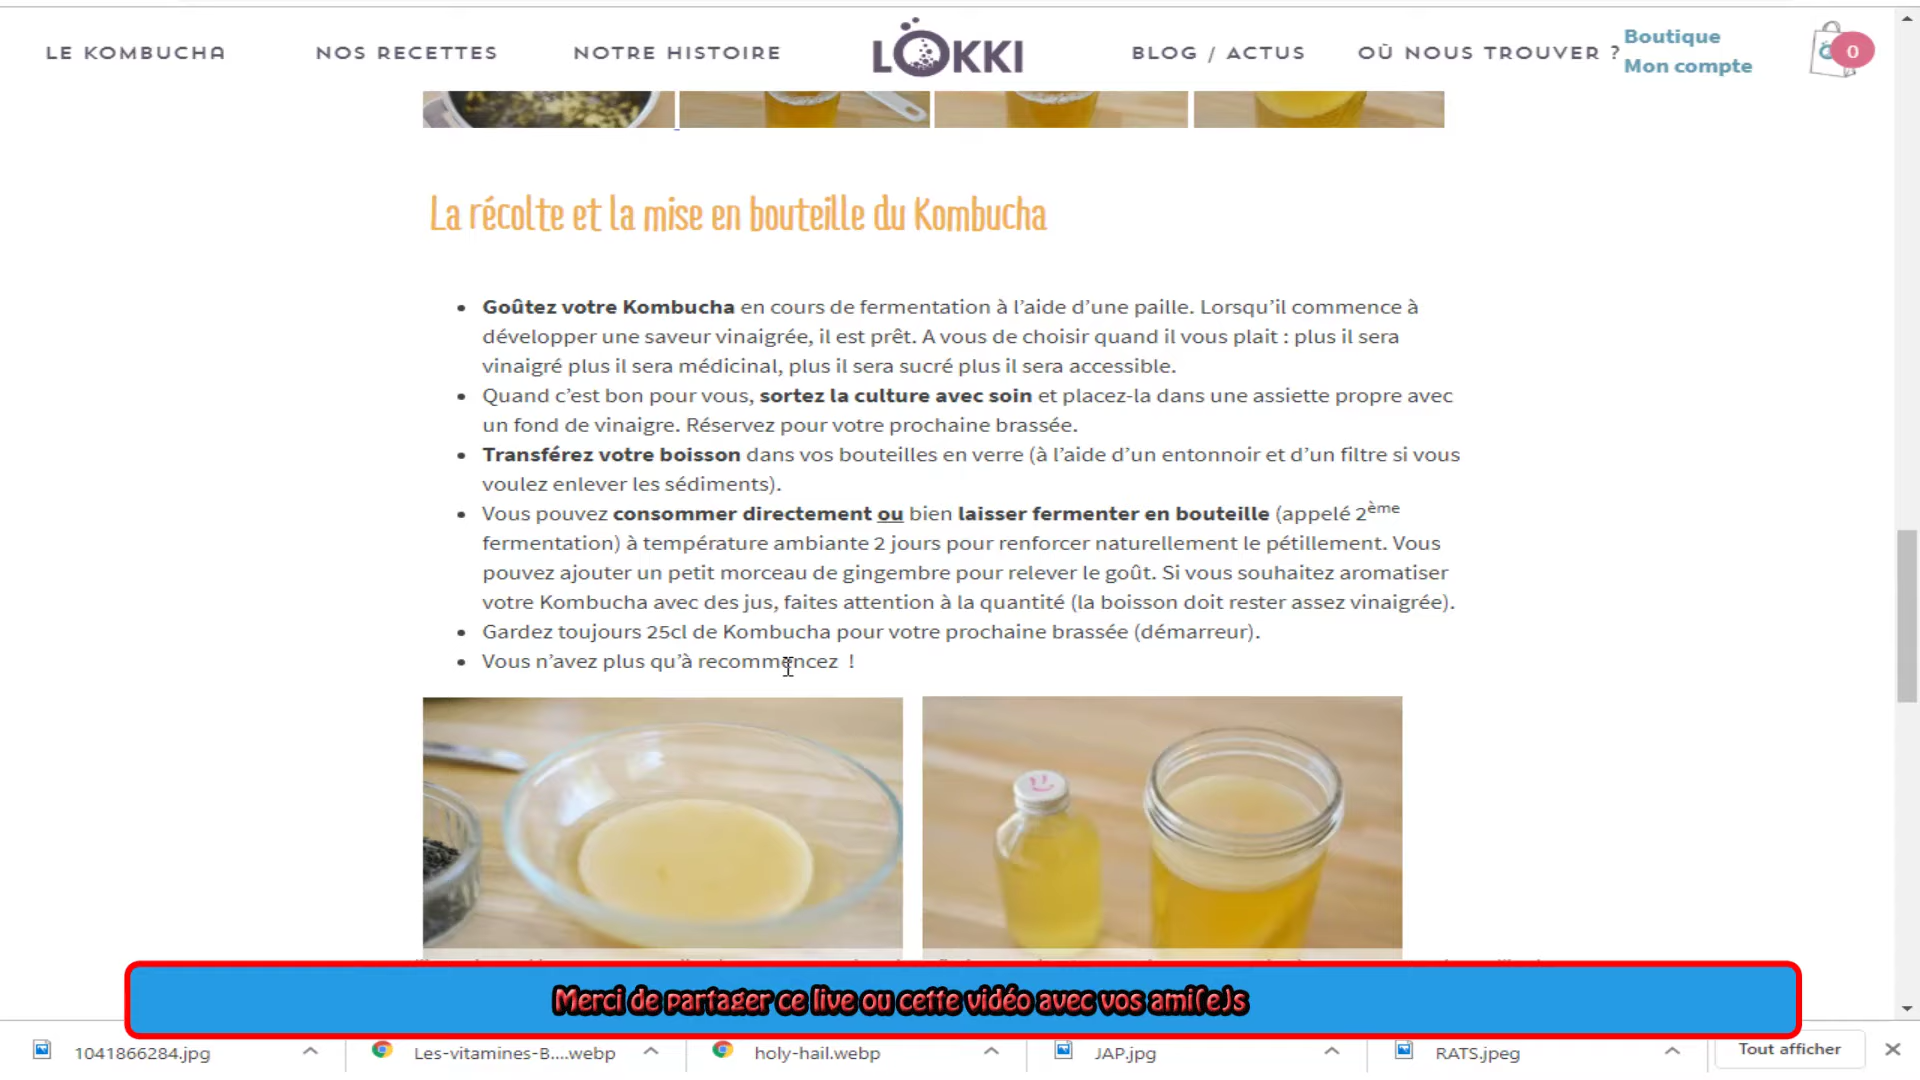 LE KOMBUCHA NOS RECETTES NOTRE HISTOIRE LOKKI BLOG / ACTUS OÙ NOUS TROUVER ? Boutique
Mon compte
0
La récolte et la mise en bouteille du Kombucha
• Goûtez votre Kombucha en cours de fermentation à l’aide d’une paille. Lorsqu’il commence à
développer une saveur vinaigrée, il est prêt. A vous de choisir quand il vous plait : plus il sera
vinaigré plus il sera médicinal, plus il sera sucré plus il sera accessible.
• Quand c’est bon pour vous, sortez la culture avec soin et placez-la dans une assiette propre avec
un fond de vinaigre. Réservez pour votre prochaine brassée.
• Transférez votre boisson dans vos bouteilles en verre (à l’aide d’un entonnoir et d’un filtre si vous
voulez enlever les sédiments).
• Vous pouvez consommer directement ou bien laisser fermenter en bouteille (appelé 2ème
fermentation) à température ambiante 2 jours pour renforcer naturellement le pétillement. Vous
pouvez ajouter un petit morceau de gingembre pour relever le goût. Si vous souhaitez aromatiser
votre Kombucha avec des jus, faites attention à la quantité (la boisson doit rester assez vinaigrée).
• Gardez toujours 25cl de Kombucha pour votre prochaine brassée (démarreur).
• Vous n’avez plus qu’à recommencez !
Merci de partager ce live ou cette vidéo avec vos ami(e)s
1041866284.jpg Les-vitamines-B....webp holy-hail.webp JAP.jpg RATS.jpeg Tout afficher